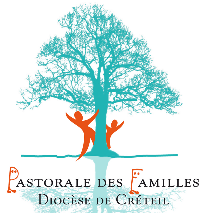 Pastorale des Familles
Diocèse de Créteil